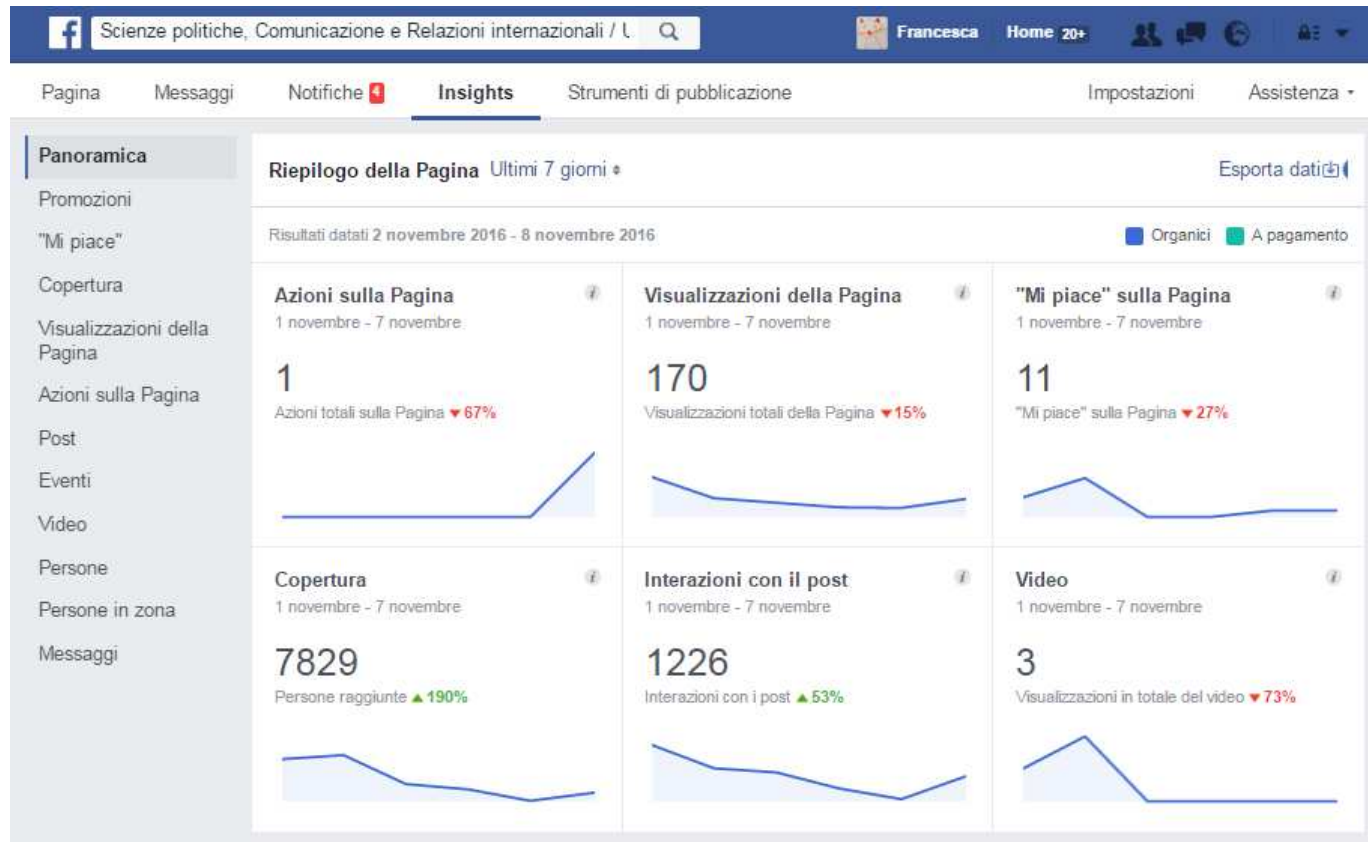 f Scienze politiche, Comunicazione e Relazioni internazionali / U Francesca Home 20+
Pagina Messaggi Notifiche 4 Insights Strumenti di pubblicazione Impostazioni Assistenza
Panoramica
Promozioni
"Mi piace"
Copertura
Visualizzazioni della
Pagina
Azioni sulla Pagina
Post
Eventi
Video
Persone
Persone in zona
Messaggi
Riepilogo della Pagina Ultimi 7 giorni Esporta dati
Risultati datati 2 novembre 2016 - 8 novembre 2016 Organici A pagamento
Azioni sulla Pagina
1 novembre - 7 novembre
1
Azioni totali sulla Pagina ▼ 67%
Visualizzazioni della Pagina
1 novembre - 7 novembre
170
Visualizzazioni totali della Pagina ▼ 15%
"Mi piace" sulla Pagina
1 novembre - 7 novembre
11
"Mi piace" sulla Pagina ▼ 27%
Copertura
1 novembre - 7 novembre
7829
Persone raggiunte ▲ 190%
Interazioni con il post
1 novembre - 7 novembre
1226
Interazioni con i post ▲ 53%
Video
1 novembre - 7 novembre
3
Visualizzazioni in totale del video ▼ 73%